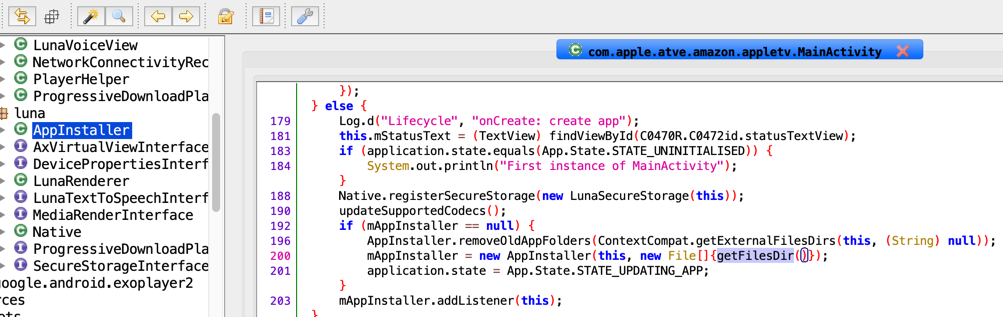 LunaVoiceView
NetworkConnectivityRec
PlayerHelper
ProgressiveDownloadPla
luna
AppInstaller
AxVirtualViewInterface
DevicePropertiesInterf
LunaRenderer
LunaTextToSpeechInterf
MediaRenderInterface
Native
ProgressiveDownloadPla
SecureStorageInterface
google.android.exoplayer2
com.apple.atve.amazon.appletv.MainActivity
});
} else {
179 Log.d("Lifecycle", "onCreate: create app");
181 this.mStatusText = (TextView) findViewById(C0470R.C0472id.statusTextView);
183 if (application.state.equals(App.State.STATE_UNINITIALISED)) {
184 System.out.println("First instance of MainActivity");
}
188 Native.registerSecureStorage(new LunaSecureStorage(this));
190 updateSupportedCodecs();
192 if (mAppInstaller == null) {
196 AppInstaller.removeOldAppFolders(ContextCompat.getExternalFilesDirs(this, (String) null));
200 mAppInstaller = new AppInstaller(this, new File[]{getFilesDir()});
201 application.state = App.State.STATE_UPDATING_APP;
}
203 mAppInstaller.addListener(this);
}